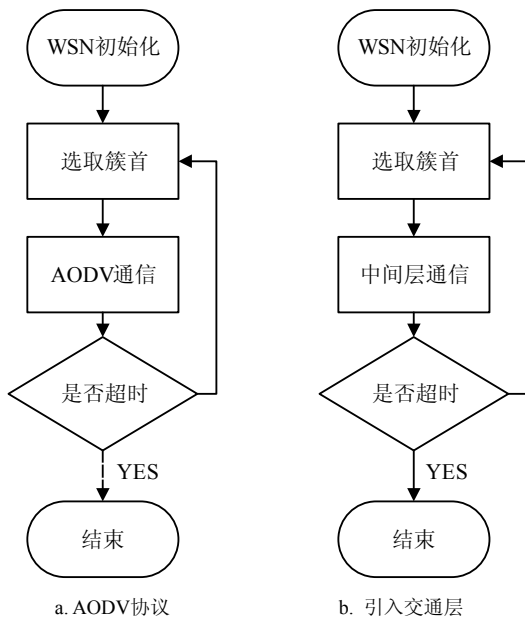 WSN初始化
选取簇首
AODV通信
是否超时
YES
结束
a. AODV协议
WSN初始化
选取簇首
中间层通信
是否超时
YES
结束
b. 引入交通层